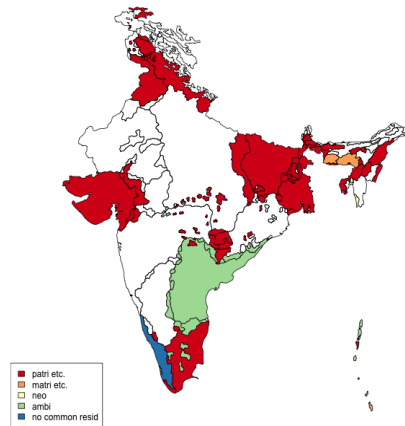 patri etc.
matri etc.
neo
ambi
no common resid